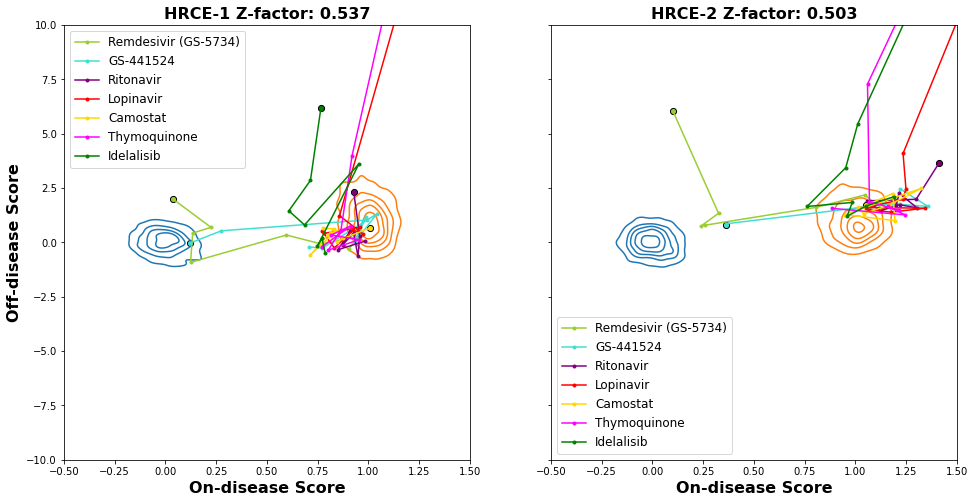 HRCE-1 Z-factor: 0.537
10.0
7.5
5.0
2.5
0.0
−2.5
−5.0
−7.5
−10.0
Off-disease Score
Remdesivir (GS-5734)
GS-441524
Ritonavir
Lopinavir
Camostat
Thymoquinone
Idelalisib
−0.50
−0.25
0.00
0.25
0.50
0.75
1.00
1.25
1.50
On-disease Score
HRCE-2 Z-factor: 0.503
Remdesivir (GS-5734)
GS-441524
Ritonavir
Lopinavir
Camostat
Thymoquinone
Idelalisib
−0.50
−0.25
0.00
0.25
0.50
0.75
1.00
1.25
1.50
On-disease Score